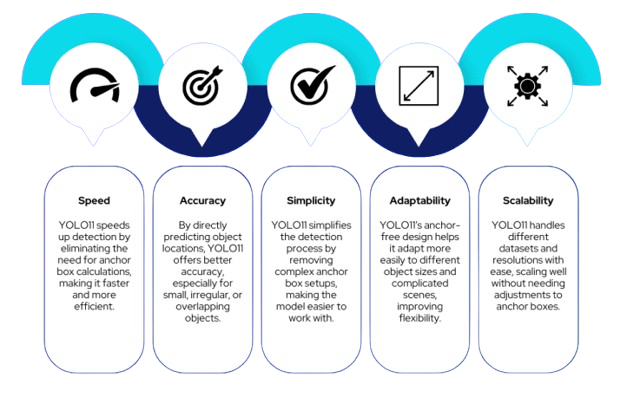 Speed
YOLO11 speeds
up detection by
eliminating the
need for anchor
box calculations,
making it faster
and more
efficient.
Accuracy
By directly
predicting object
locations, YOLO11
offers better
accuracy,
especially for
small, irregular, or
overlapping
objects.
Simplicity
YOLO11 simplifies
the detection
process by
removing
complex anchor
box setups,
making the
model easier to
work with.
Adaptability
YOLO11's anchor-
free design helps
it adapt more
easily to different
object sizes and
complicated
scenes,
improving
flexibility.
Scalability
YOLO11 handles
different
datasets and
resolutions with
ease, scaling well
without needing
adjustments to
anchor boxes.